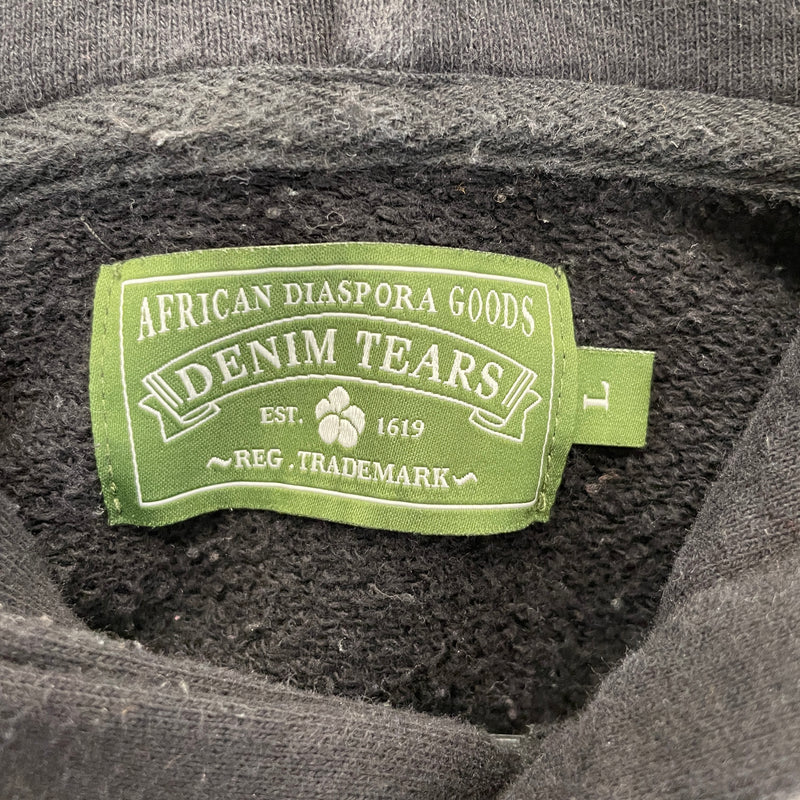 AFRICAN DIASPORA GOODS
DENIM TEARS
EST. 1619
~REG . TRADEMARK~
L